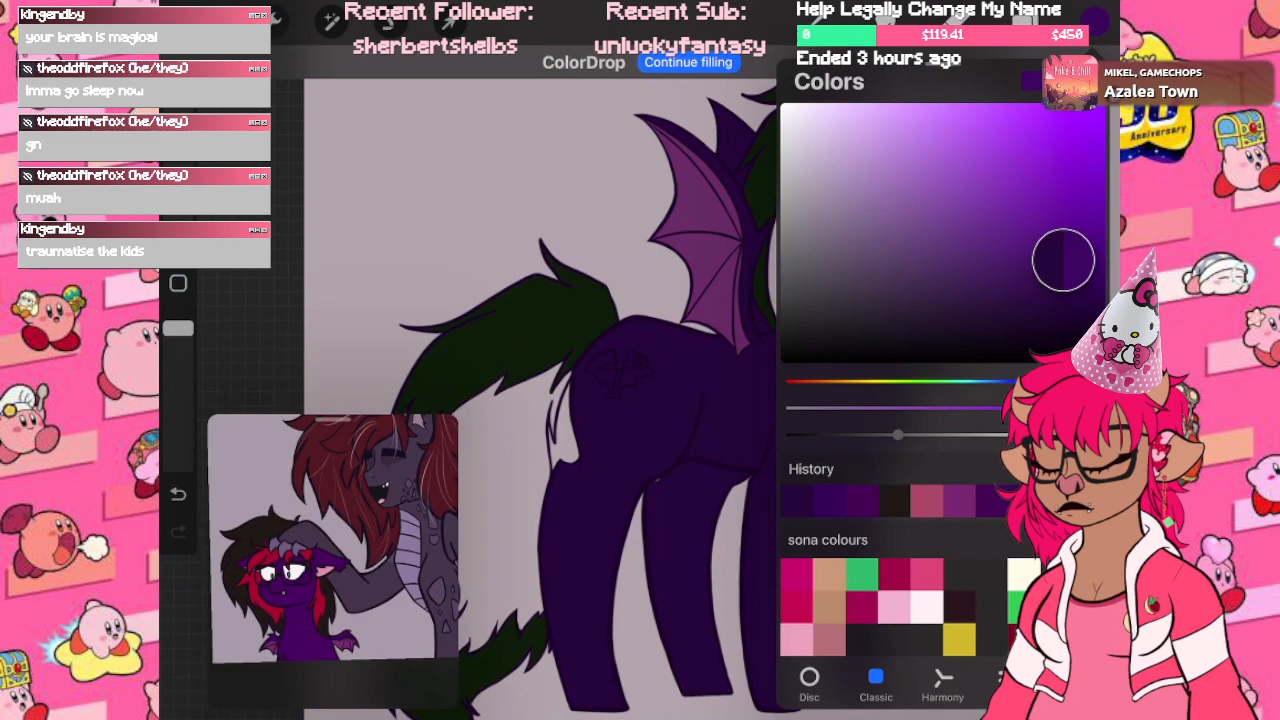 kingendby
your brain is magical
theoddfirefox (he/they)
imma go sleep now
theoddfirefox (he/they)
gn
theoddfirefox (he/they)
muah
kingendby
traumatise the kids
Recent Follower:
sherbertshelbs
Recent Sub:
unluckyfantasy
Help Legally Change My Name
0 $119.41 $450
Ended 3 hours ago
MIKEL, GAMECHOPS
Azalea Town
Anniversary
ColorDrop Continue filling
Colors
History
sona colours
Disc Classic Harmony